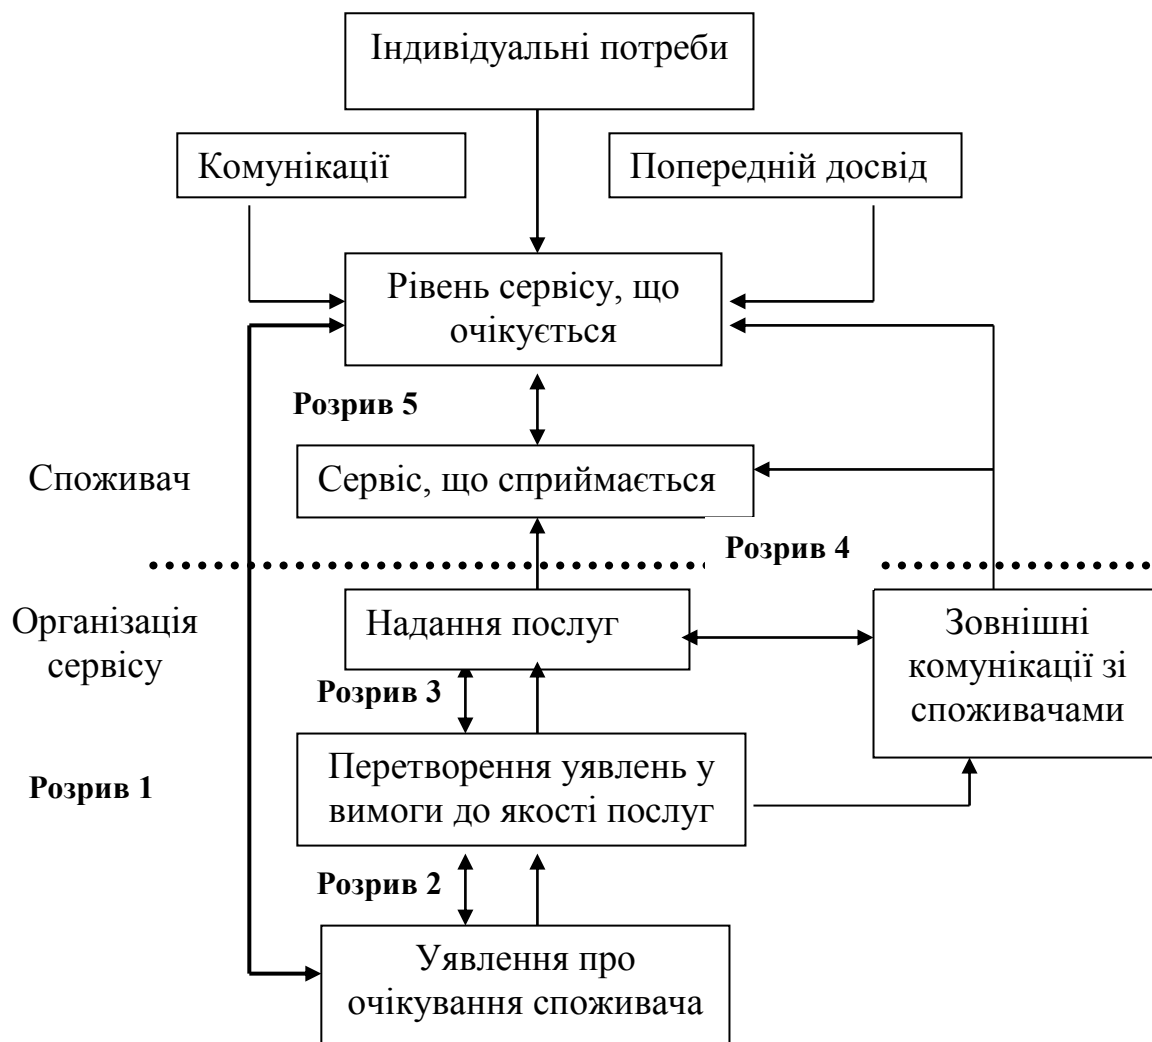 Індивідуальні потреби
Комунікації
Попередній досвід
Рівень сервісу, що
очікується
Розрив 5
Споживач
Сервіс, що сприймається
Розрив 4
Організація
сервісу
Надання послуг
Зовнішні
комунікації зі
споживачами
Розрив 3
Розрив 1
Перетворення уявлень у
вимоги до якості послуг
Розрив 2
Уявлення про
очікування споживача